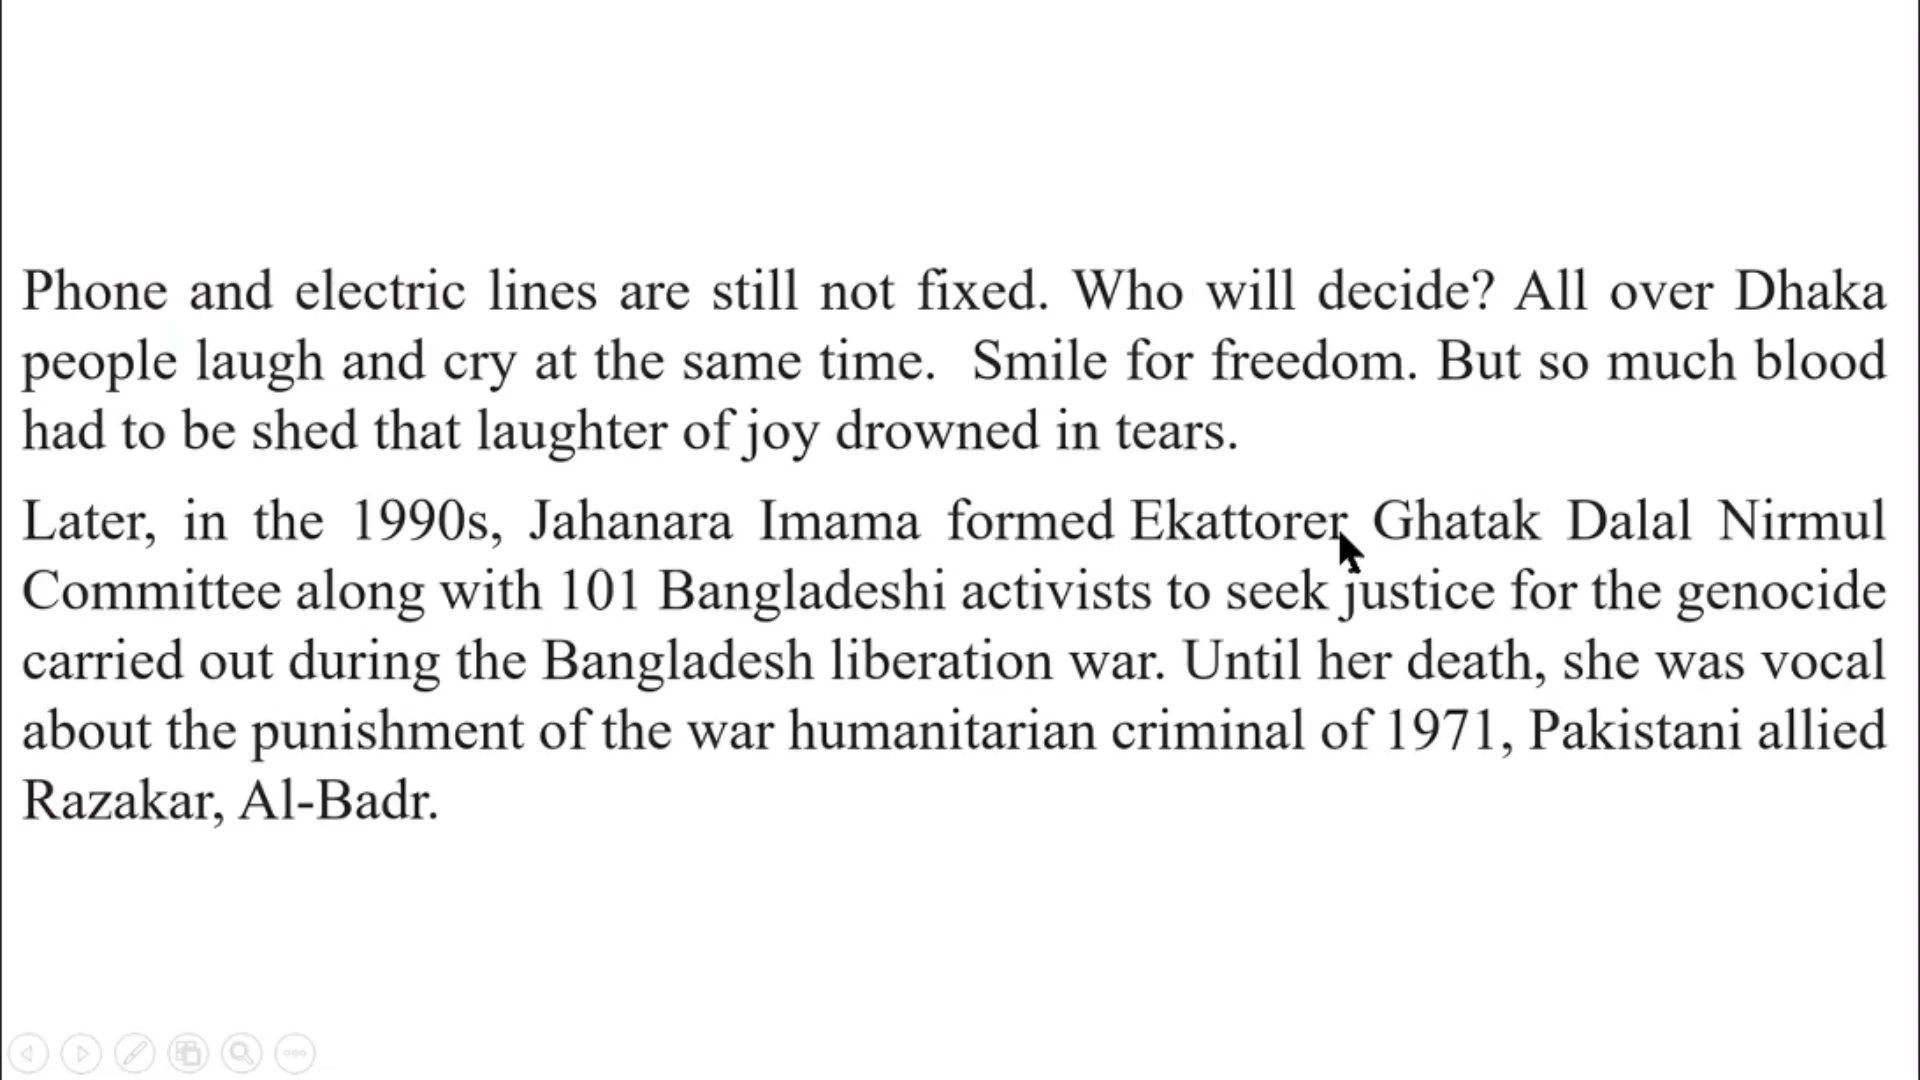 Phone and electric lines are still not fixed. Who will decide? All over Dhaka
people laugh and cry at the same time.  Smile for freedom. But so much blood
had to be shed that laughter of joy drowned in tears.
Later, in the 1990s, Jahanara Imama formed Ekattorer Ghatak Dalal Nirmul
Committee along with 101 Bangladeshi activists to seek justice for the genocide
carried out during the Bangladesh liberation war. Until her death, she was vocal
about the punishment of the war humanitarian criminal of 1971, Pakistani allied
Razakar, Al-Badr.